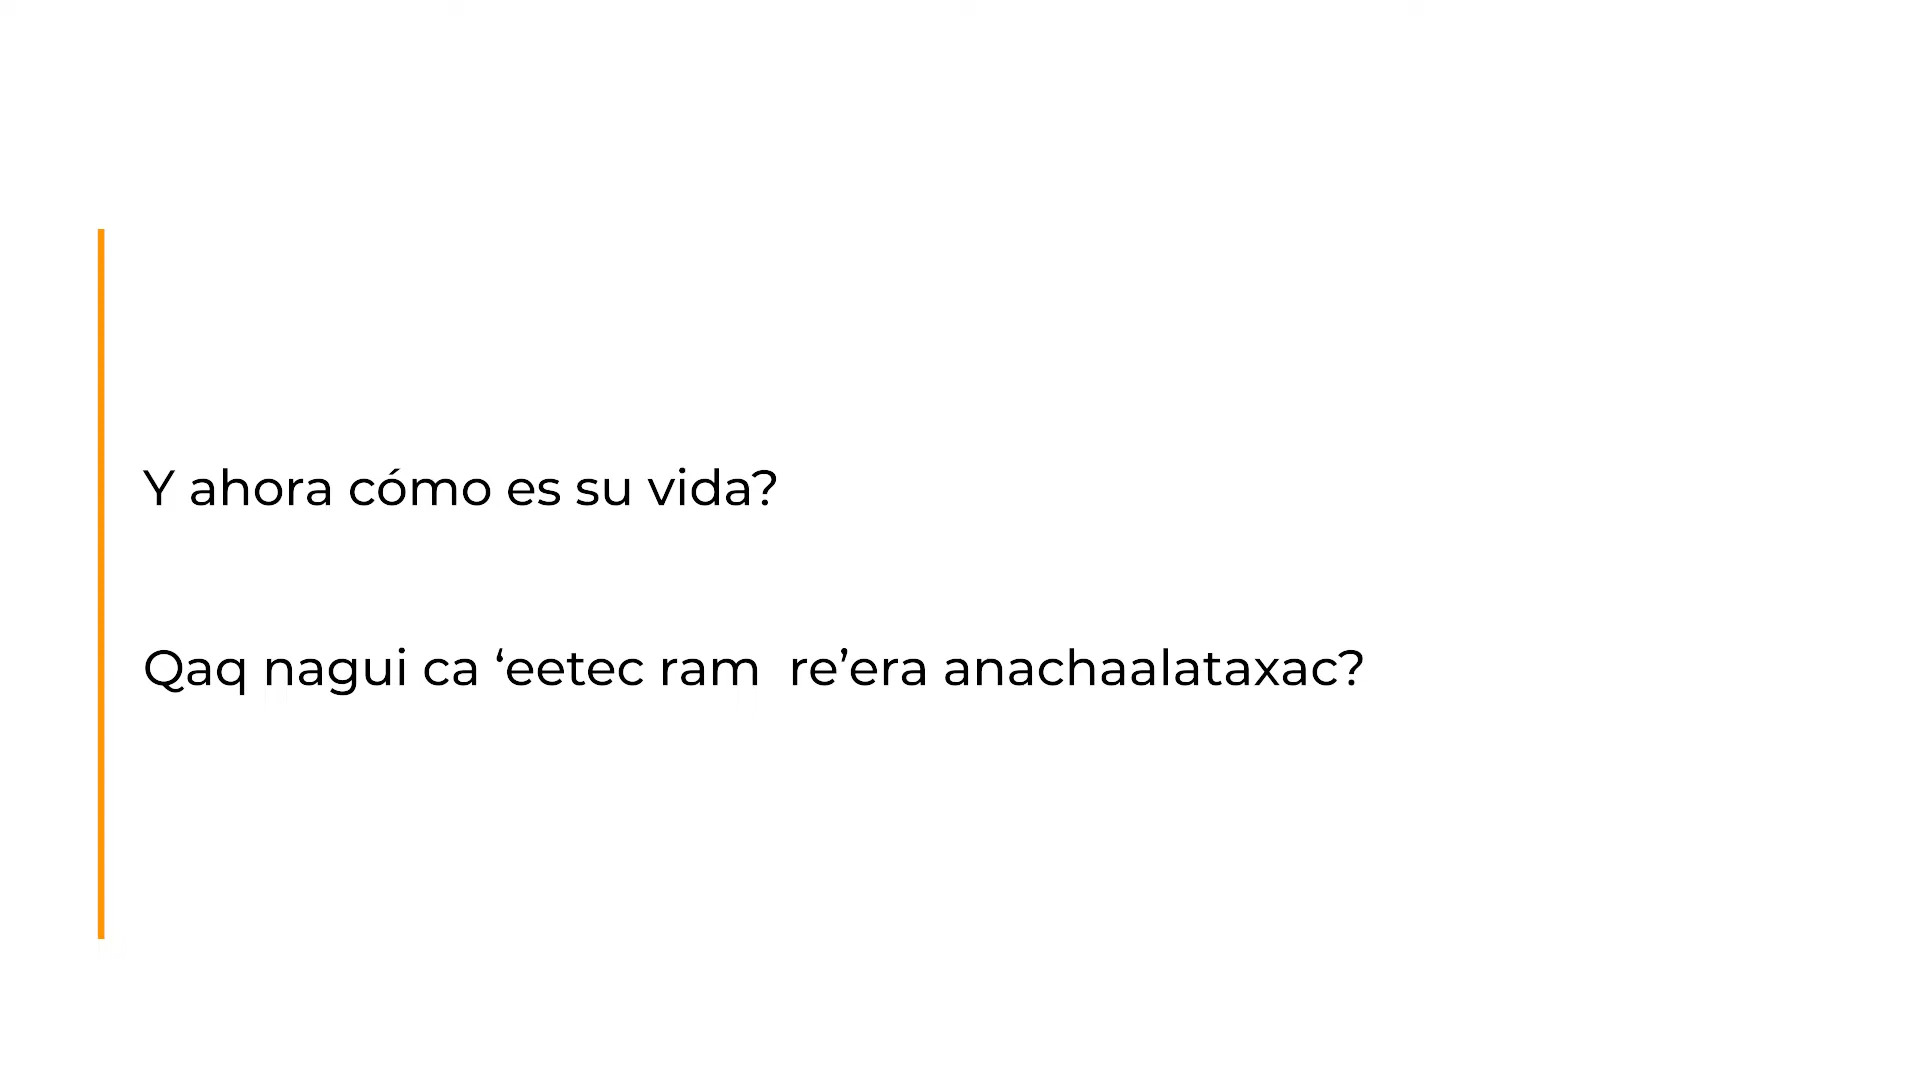 Y ahora cómo es su vida?
Qaq nagui ca ‘eetec ram  re’era anachaalataxac?